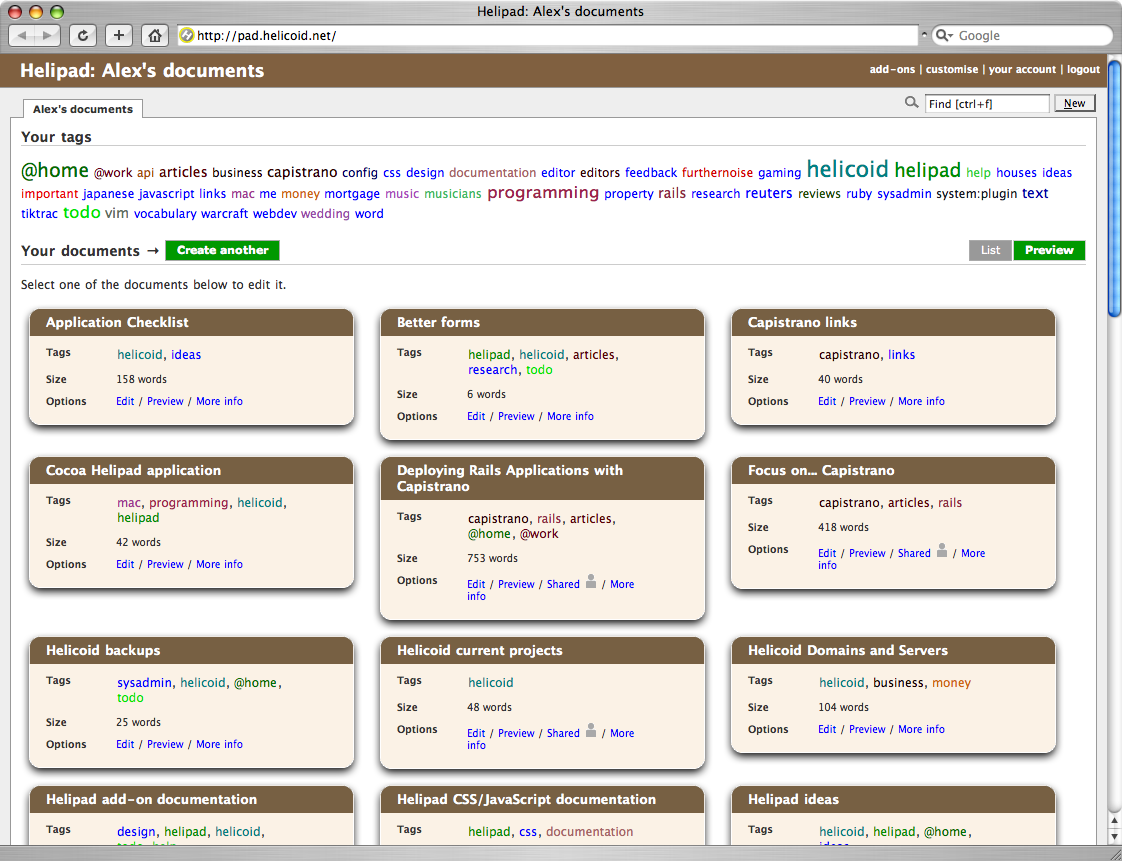 Helipad: Alex's documents
http://pad.helicoid.net/
Google
Helipad: Alex's documents
add-ons | customise | your account | logout
Alex's documents
Find [ctrl+f]
New
Your tags
@home @work api articles business capistrano config css design documentation editor editors feedback furthernoise gaming helicoid helipad help houses ideas
important japanese javascript links mac me money mortgage music musicians programming property rails research reuters reviews ruby sysadmin system:plugin text
tiktrac todo vim vocabulary warcraft webdev wedding word
Your documents → Create another
List Preview
Select one of the documents below to edit it.
Application Checklist
Tags helicoid, ideas
Size 158 words
Options Edit / Preview / More info
Better forms
Tags helipad, helicoid, articles,
research, todo
Size 6 words
Options Edit / Preview / More info
Capistrano links
Tags capistrano, links
Size 40 words
Options Edit / Preview / More info
Cocoa Helipad application
Tags mac, programming, helicoid,
helipad
Size 42 words
Options Edit / Preview / More info
Deploying Rails Applications with
Capistrano
Tags capistrano, rails, articles,
@home, @work
Size 753 words
Options Edit / Preview / Shared / More
info
Focus on... Capistrano
Tags capistrano, articles, rails
Size 418 words
Options Edit / Preview / Shared / More
info
Helicoid backups
Tags sysadmin, helicoid, @home,
todo
Size 25 words
Options Edit / Preview / More info
Helicoid current projects
Tags helicoid
Size 48 words
Options Edit / Preview / Shared / More
info
Helicoid Domains and Servers
Tags helicoid, business, money
Size 104 words
Options Edit / Preview / More info
Helipad add-on documentation
Tags design, helipad, helicoid,
todo, help
Helipad CSS/JavaScript documentation
Tags helipad, css, documentation
Helipad ideas
Tags helicoid, helipad, @home,
ideas